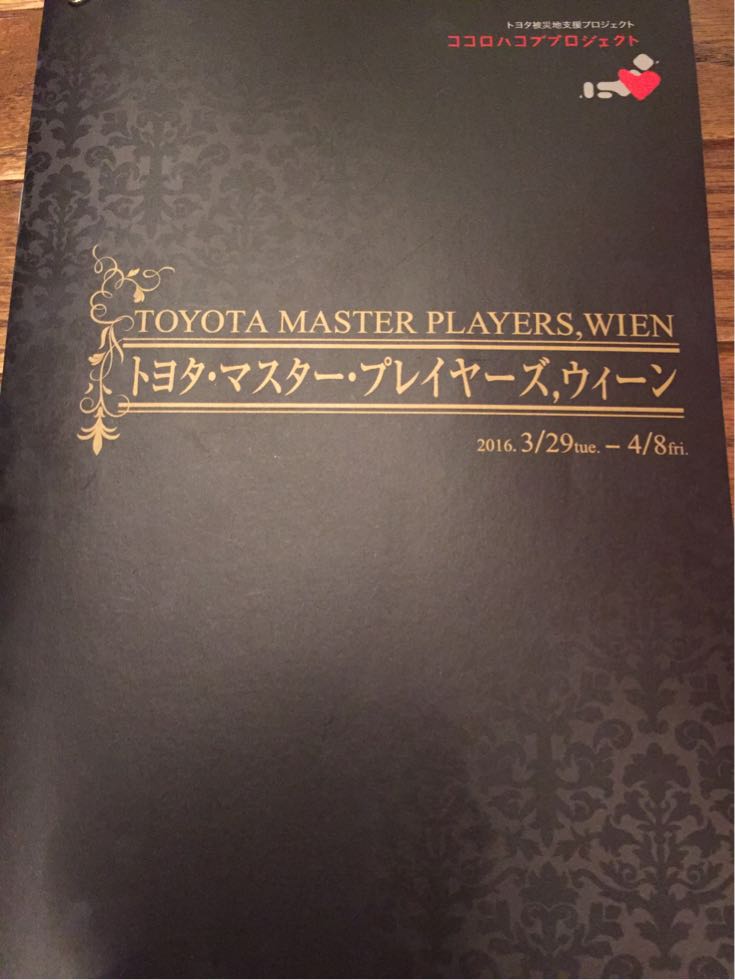 トヨタ被災地支援プロジェクト
ココロハコブプロジェクト
TOYOTA MASTER PLAYERS,WIEN
トヨタ・マスター・プレイヤーズ,ウィーン
2016. 3/29tue. – 4/8fri.